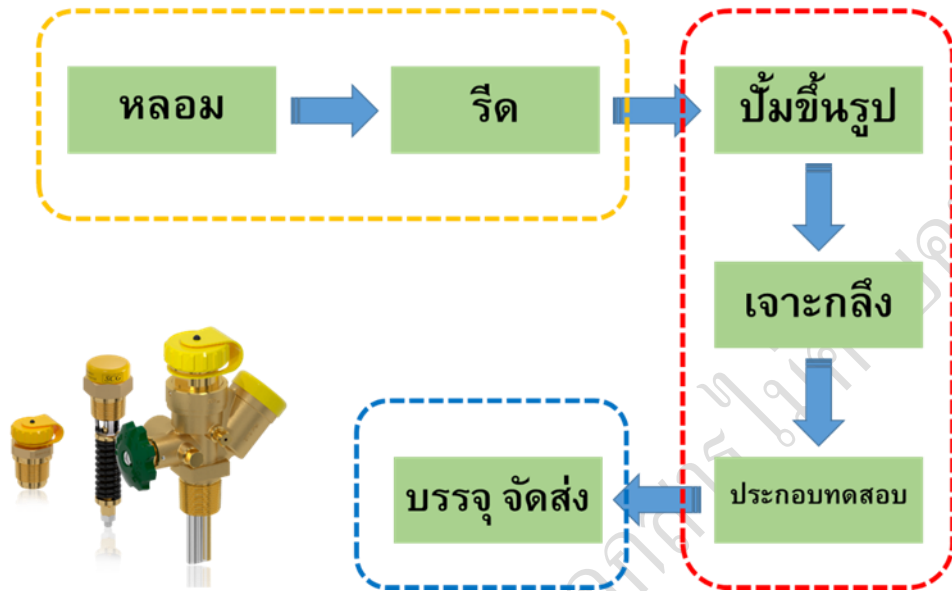 หลอม
รีด
ปั้มขึ้นรูป
เจาะกลึง
ประกอบทดสอบ
บรรจุ จัดส่ง